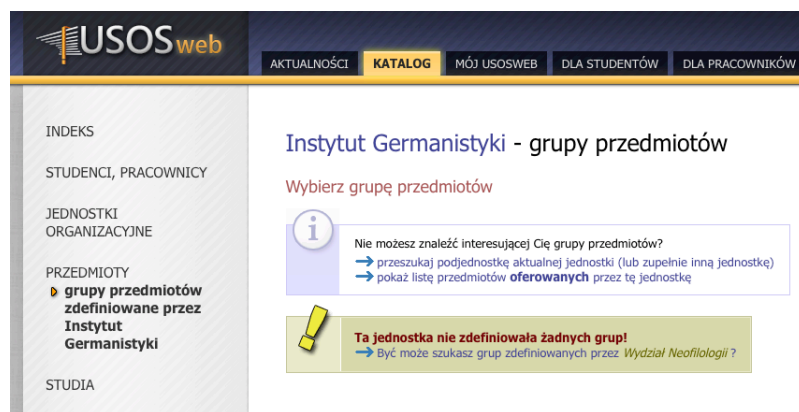 USOSweb
AKTUALNOŚCI KATALOG MÓJ USOSWEB DLA STUDENTÓW DLA PRACOWNIKÓW
INDEKS
STUDENCI, PRACOWNICY
JEDNOSTKI
ORGANIZACYJNE
PRZEDMIOTY
grupy przedmiotów
zdefiniowane przez
Instytut
Germanistyki
STUDIA
Instytut Germanistyki - grupy przedmiotów
Wybierz grupę przedmiotów
Nie możesz znaleźć interesującej Cię grupy przedmiotów?
przeszukaj podjednostkę aktualnej jednostki (lub zupełnie inną jednostkę)
pokaż listę przedmiotów oferowanych przez tę jednostkę
Ta jednostka nie zdefiniowała żadnych grup!
Być może szukasz grup zdefiniowanych przez Wydział Neofilologii ?